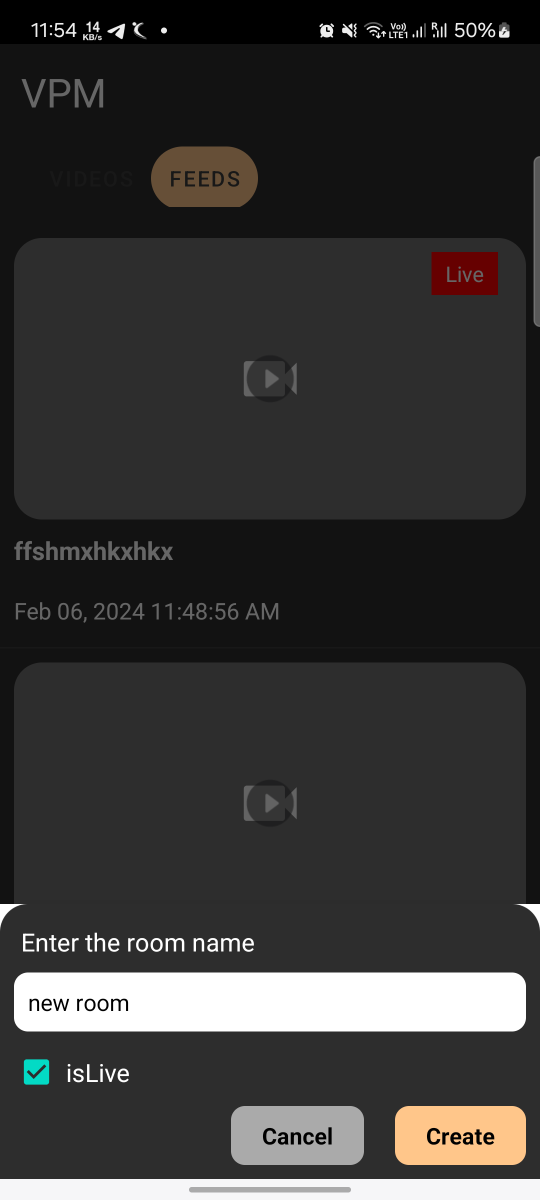 11:54 14 KB/s Vo) LTE1 R 50%
VPM
VIDEOS FEEDS
Live
ffshmxhkxhkx
Feb 06, 2024 11:48:56 AM
Enter the room name
new room
isLive
Cancel Create